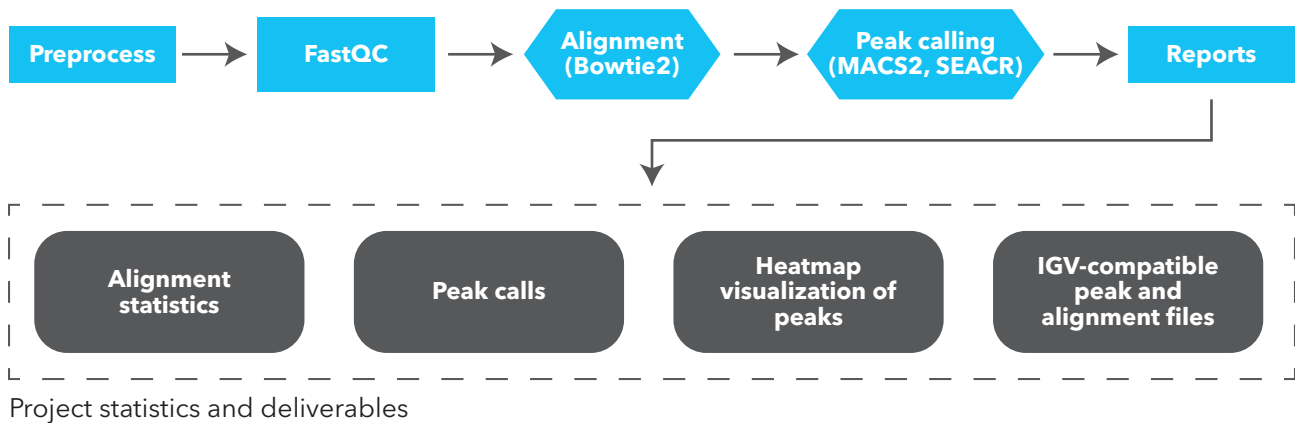 Preprocess
FastQC
Alignment
(Bowtie2)
Peak calling
(MACS2, SEACR)
Reports
Alignment
statistics
Peak calls
Heatmap
visualization of
peaks
IGV-compatible
peak and
alignment files
Project statistics and deliverables